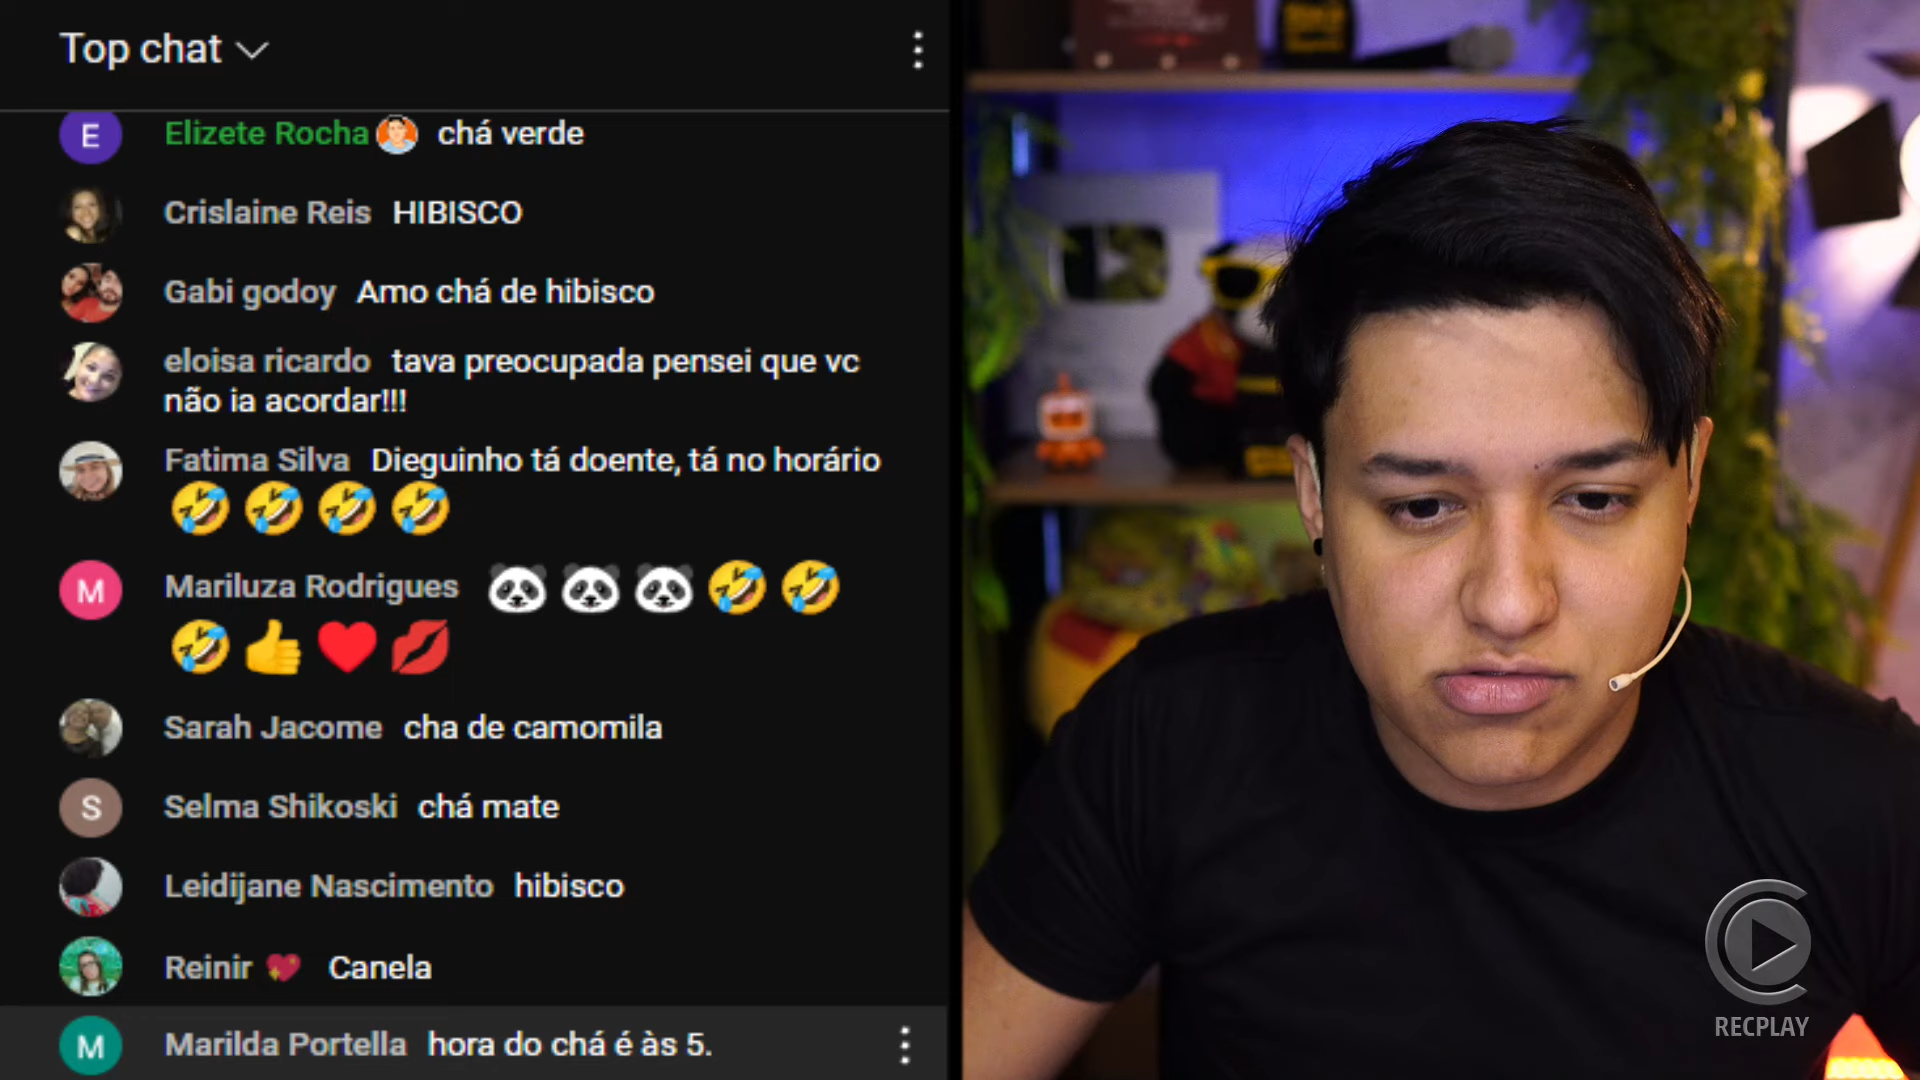 Top chat
E Elizete Rocha chá verde
Crislaine Reis HIBISCO
Gabi godoy Amo chá de hibisco
eloisa ricardo tava preocupada pensei que vc
não ia acordar!!!
Fatima Silva Dieguinho tá doente, tá no horário
🤣🤣🤣🤣
M Mariluza Rodrigues 🐼🐼🐼🤣🤣
🤣👍❤️💋
Sarah Jacome cha de camomila
S Selma Shikoski chá mate
Leidijane Nascimento hibisco
Reinir 💖 Canela
M Marilda Portella hora do chá é às 5.
RECPLAY